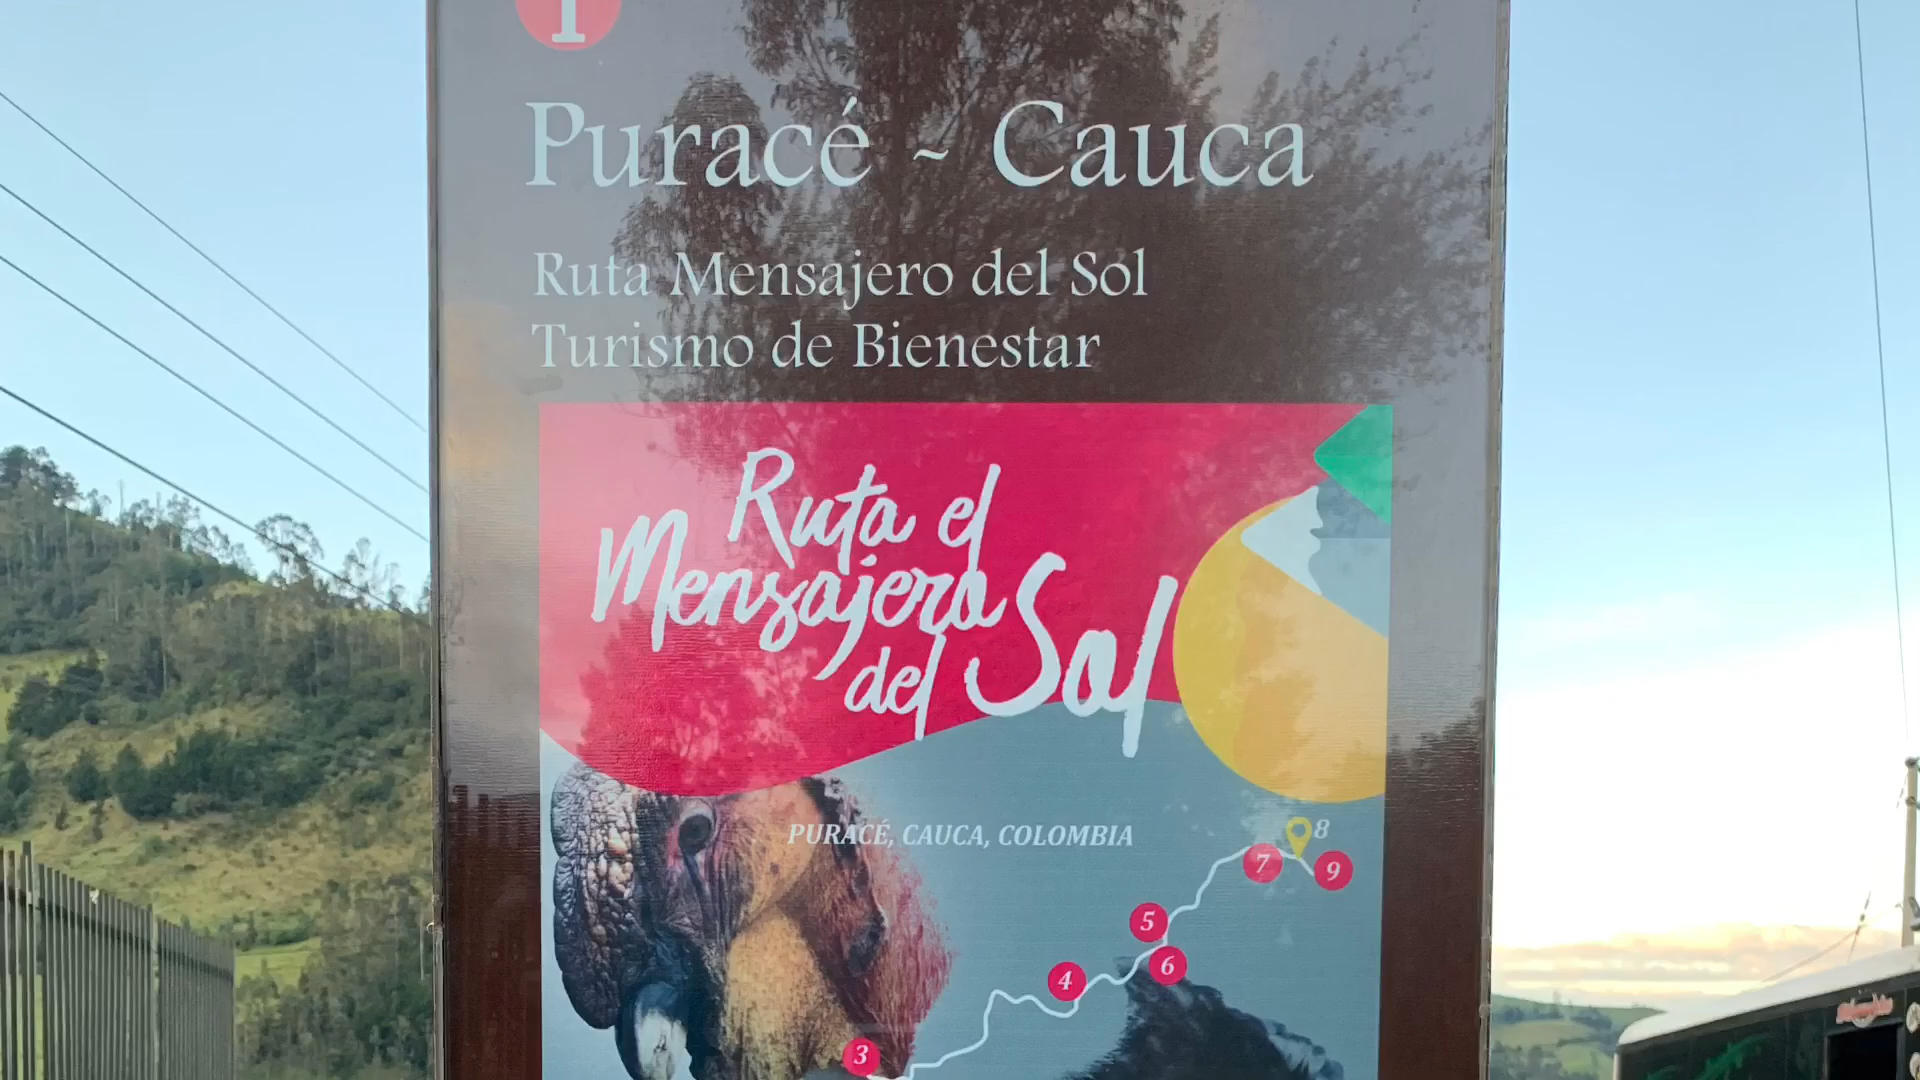 Puracé - Cauca
Ruta Mensajero del Sol
Turismo de Bienestar
Ruta el
Mensajera
del Sol
PURACÉ, CAUCA, COLOMBIA
8
7
9
5
6
4
3